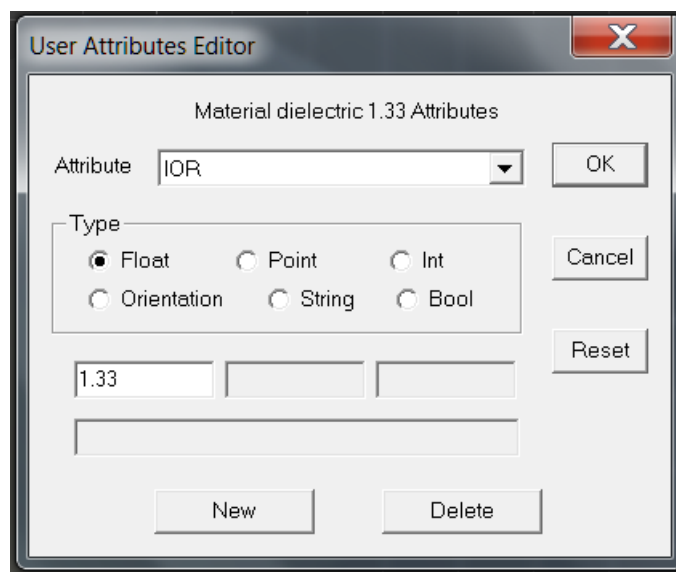 User Attributes Editor
Material dielectric 1.33 Attributes
Attribute IOR OK
Type
Float Point Int Cancel
Orientation String Bool
Reset
1.33
New Delete